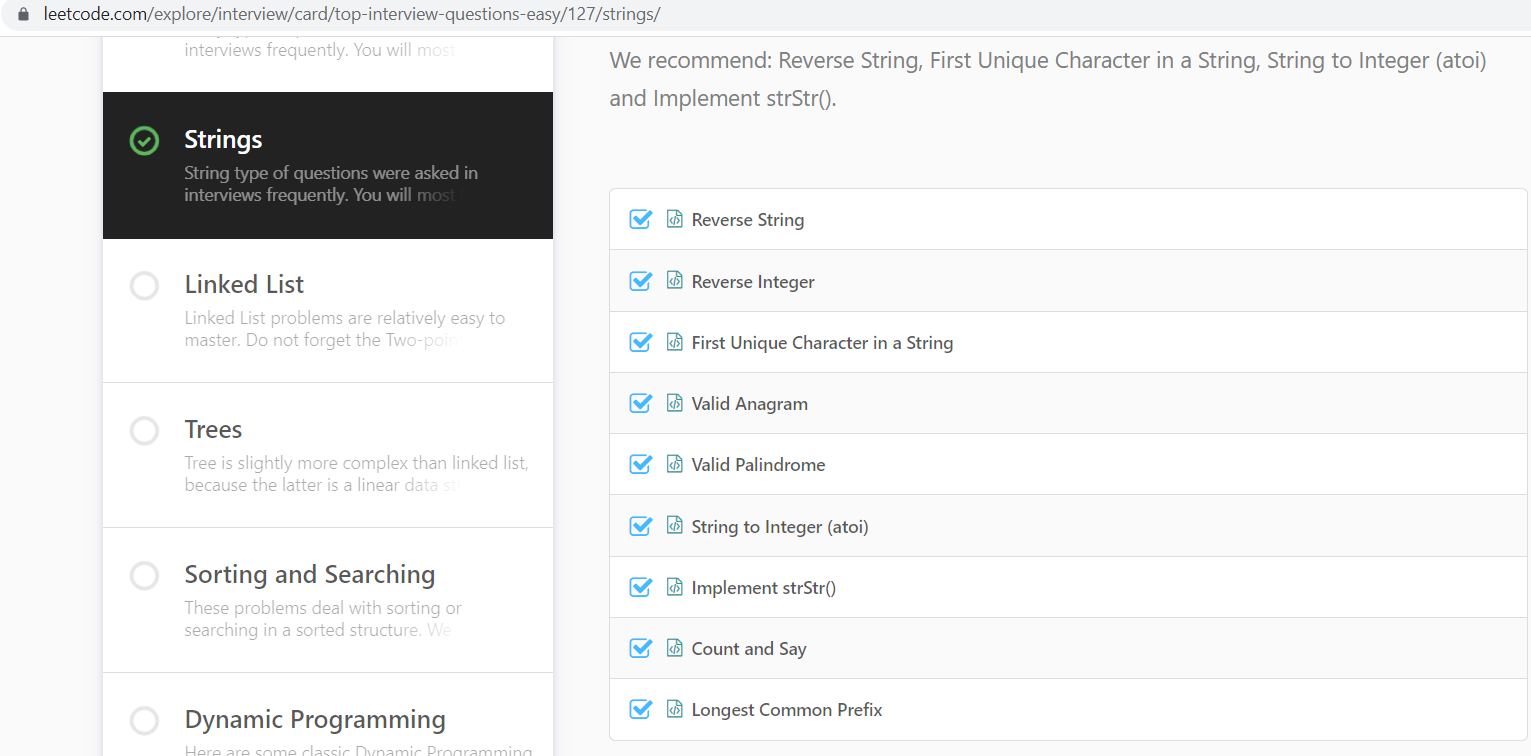 leetcode.com/explore/interview/card/top-interview-questions-easy/127/strings/
interviews frequently. You will most
Strings
String type of questions were asked in
interviews frequently. You will most
Linked List
Linked List problems are relatively easy to
master. Do not forget the Two-poin
Trees
Tree is slightly more complex than linked list,
because the latter is a linear data st
Sorting and Searching
These problems deal with sorting or
searching in a sorted structure. We
Dynamic Programming
Here are some classic Dynamic Programming
We recommend: Reverse String, First Unique Character in a String, String to Integer (atoi)
and Implement strStr().
Reverse String
Reverse Integer
First Unique Character in a String
Valid Anagram
Valid Palindrome
String to Integer (atoi)
Implement strStr()
Count and Say
Longest Common Prefix